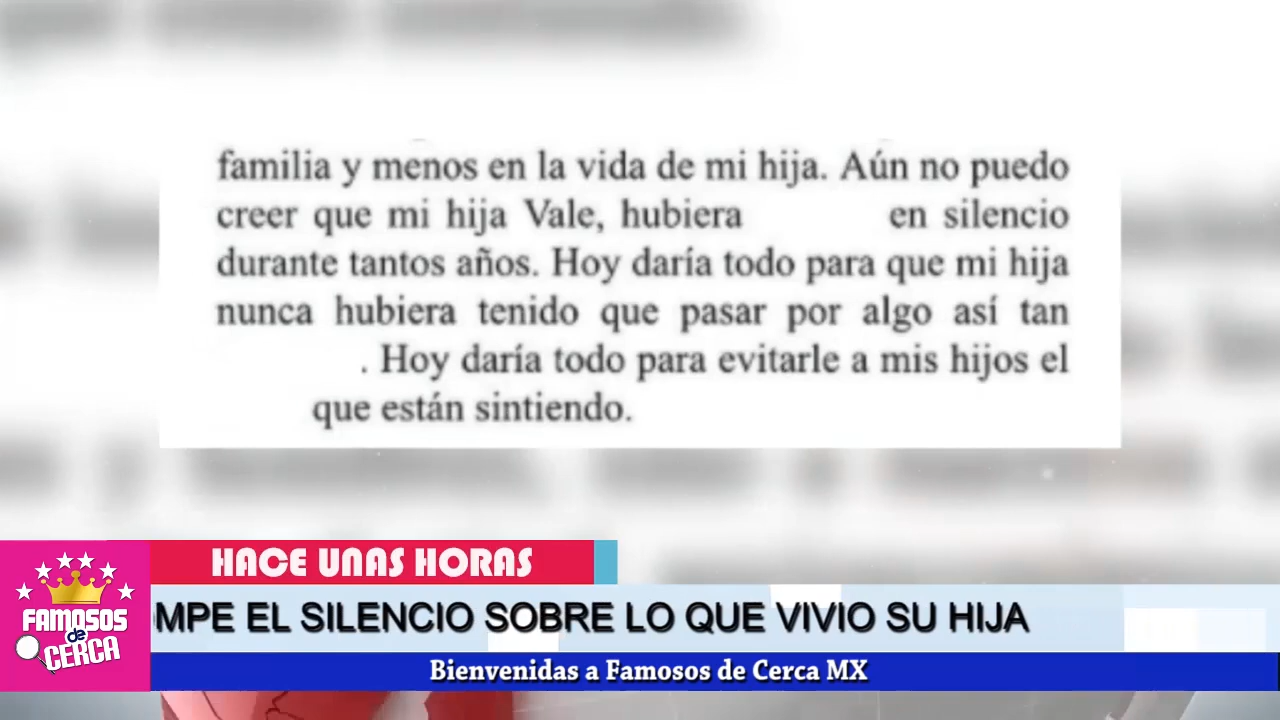 familia y menos en la vida de mi hija. Aún no puedo
creer que mi hija Vale, hubiera en silencio
durante tantos años. Hoy daría todo para que mi hija
nunca hubiera tenido que pasar por algo así tan
. Hoy daría todo para evitarle a mis hijos el
que están sintiendo.
HACE UNAS HORAS
OMPE EL SILENCIO SOBRE LO QUE VIVIO SU HIJA
FAMOSOS
de
CERCA
Bienvenidas a Famosos de Cerca MX